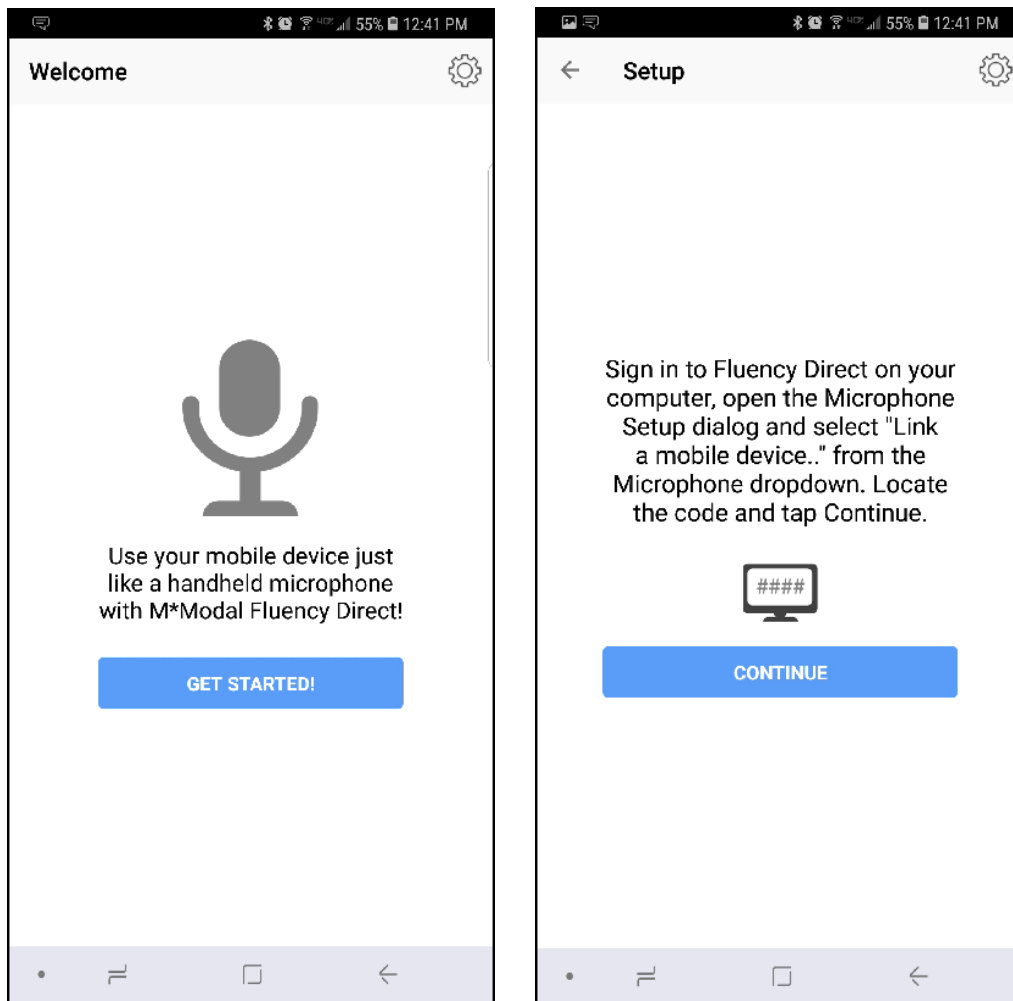 55% 12:41 PM
Welcome
Use your mobile device just
like a handheld microphone
with M*Modal Fluency Direct!
GET STARTED!
55% 12:41 PM
Setup
Sign in to Fluency Direct on your
computer, open the Microphone
Setup dialog and select "Link
a mobile device.." from the
Microphone dropdown. Locate
the code and tap Continue.
####
CONTINUE